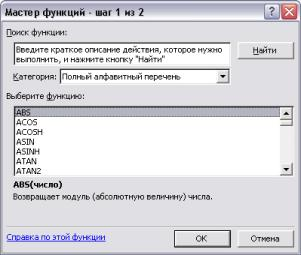 Мастер функций - шаг 1 из 2
Поиск функции:
Введите краткое описание действия, которое нужно
выполнить, и нажмите кнопку "Найти"
Найти
Категория: Полный алфавитный перечень
Выберите функцию:
ABS
ACOS
ACOSH
ASIN
ASINH
ATAN
ATAN2
ABS(число)
Возвращает модуль (абсолютную величину) числа.
Справка по этой функции
OK
Отмена